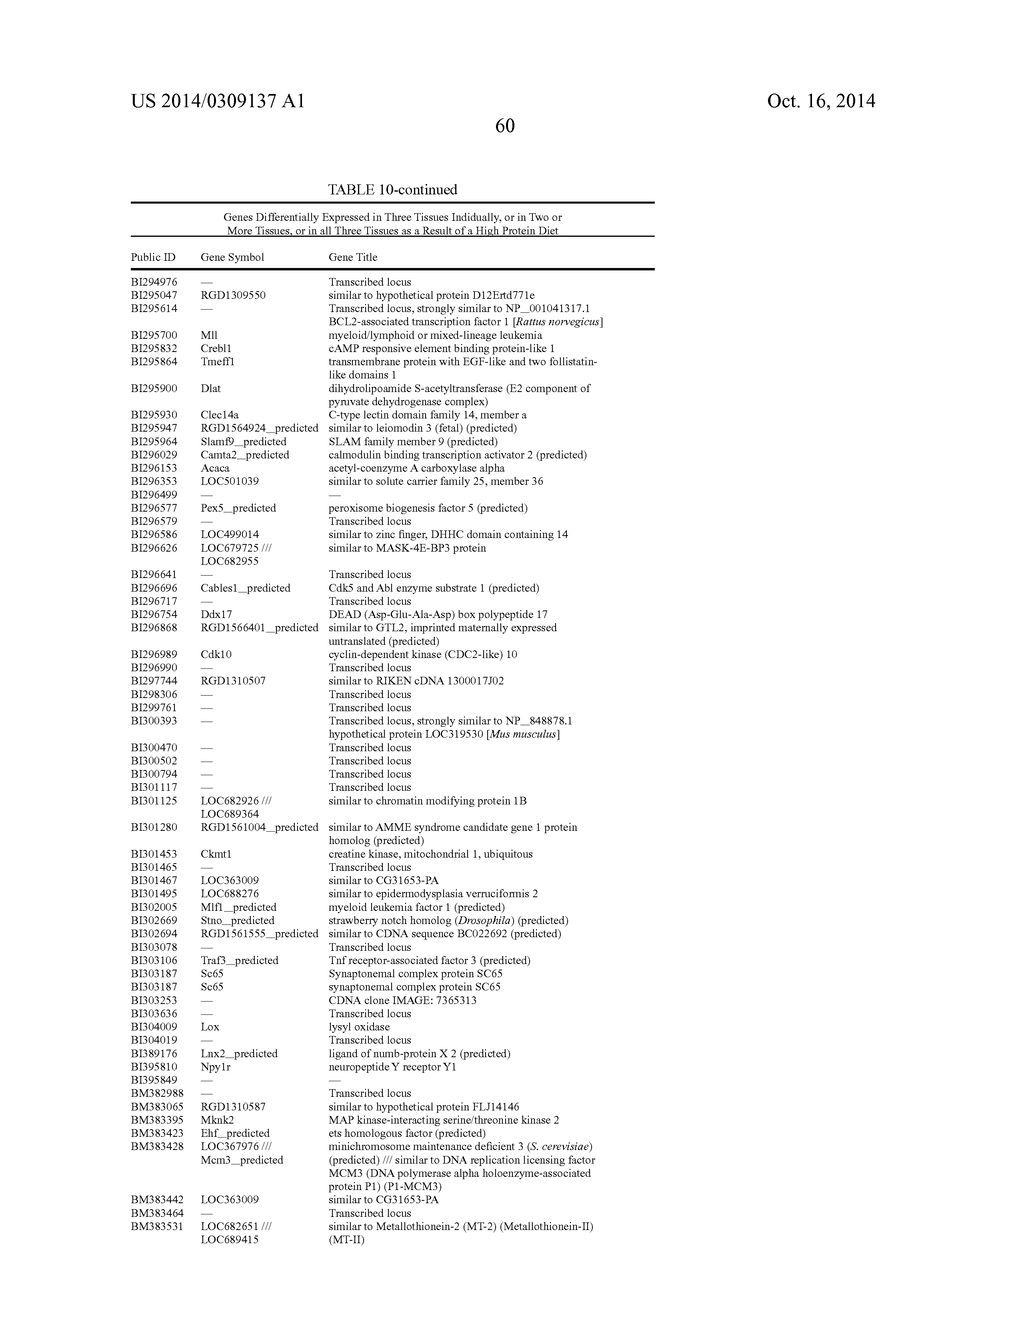 US 2014/0309137 A1 Oct. 16, 2014
60
TABLE 10-continued
Genes Differentially Expressed in Three Tissues Indidually, or in Two or
More Tissues, or in all Three Tissues as a Result of a High Protein Diet
Public ID Gene Symbol Gene Title
BI294976 — Transcribed locus
BI295047 RGD1309550 similar to hypothetical protein D12Ertd771e
BI295614 — Transcribed locus, strongly similar to NP_001041317.1
BCL2-associated transcription factor 1 [Rattus norvegicus]
BI295700 Mll myeloid/lymphoid or mixed-lineage leukemia
BI295832 Crebl1 cAMP responsive element binding protein-like 1
BI295864 Tmeff1 transmembrane protein with EGF-like and two follistatin-
like domains 1
BI295900 Dlat dihydrolipoamide S-acetyltransferase (E2 component of
pyruvate dehydrogenase complex)
BI295930 Clec14a C-type lectin domain family 14, member a
BI295947 RGD1564924_predicted similar to leiomodin 3 (fetal) (predicted)
BI295964 Slamf9_predicted SLAM family member 9 (predicted)
BI296029 Camta2_predicted calmodulin binding transcription activator 2 (predicted)
BI296153 Acaca acetyl-coenzyme A carboxylase alpha
BI296353 LOC501039 similar to solute carrier family 25, member 36
BI296499 — —
BI296577 Pex5_predicted peroxisome biogenesis factor 5 (predicted)
BI296579 — Transcribed locus
BI296586 LOC499014 similar to zinc finger, DHHC domain containing 14
BI296626 LOC679725 /// similar to MASK-4E-BP3 protein
LOC682955
BI296641 — Transcribed locus
BI296696 Cables1_predicted Cdk5 and Abl enzyme substrate 1 (predicted)
BI296717 — Transcribed locus
BI296754 Ddx17 DEAD (Asp-Glu-Ala-Asp) box polypeptide 17
BI296868 RGD1566401_predicted similar to GTL2, imprinted maternally expressed
untranslated (predicted)
BI296989 Cdk10 cyclin-dependent kinase (CDC2-like) 10
BI296990 — Transcribed locus
BI297744 RGD1310507 similar to RIKEN cDNA 1300017J02
BI298306 — Transcribed locus
BI299761 — Transcribed locus
BI300393 — Transcribed locus, strongly similar to NP_848878.1
hypothetical protein LOC319530 [Mus musculus]
BI300470 — Transcribed locus
BI300502 — Transcribed locus
BI300794 — Transcribed locus
BI301117 — Transcribed locus
BI301125 LOC682926 /// similar to chromatin modifying protein 1B
LOC689364
BI301280 RGD1561004_predicted similar to AMME syndrome candidate gene 1 protein
homolog (predicted)
BI301453 Ckmt1 creatine kinase, mitochondrial 1, ubiquitous
BI301465 — Transcribed locus
BI301467 LOC363009 similar to CG31653-PA
BI301495 LOC688276 similar to epidermodysplasia verruciformis 2
BI302005 Mlf1_predicted myeloid leukemia factor 1 (predicted)
BI302669 Stno_predicted strawberry notch homolog (Drosophila) (predicted)
BI302694 RGD1561555_predicted similar to CDNA sequence BC022692 (predicted)
BI303078 — Transcribed locus
BI303106 Traf3_predicted Tnf receptor-associated factor 3 (predicted)
BI303187 Sc65 Synaptonemal complex protein SC65
BI303187 Sc65 synaptonemal complex protein SC65
BI303253 — CDNA clone IMAGE: 7365313
BI303636 — Transcribed locus
BI304009 Lox lysyl oxidase
BI304019 — Transcribed locus
BI389176 Lnx2_predicted ligand of numb-protein X 2 (predicted)
BI395810 Npy1r neuropeptide Y receptor Y1
BI395849 — —
BM382988 — Transcribed locus
BM383065 RGD1310587 similar to hypothetical protein FLJ14146
BM383395 Mknk2 MAP kinase-interacting serine/threonine kinase 2
BM383423 Ehf_predicted ets homologous factor (predicted)
BM383428 LOC367976 /// minichromosome maintenance deficient 3 (S. cerevisiae)
Mcm3_predicted (predicted) /// similar to DNA replication licensing factor
MCM3 (DNA polymerase alpha holoenzyme-associated
protein P1) (P1-MCM3)
BM383442 LOC363009 similar to CG31653-PA
BM383464 — Transcribed locus
BM383531 LOC682651 /// similar to Metallothionein-2 (MT-2) (Metallothionein-II)
LOC689415 (MT-II)